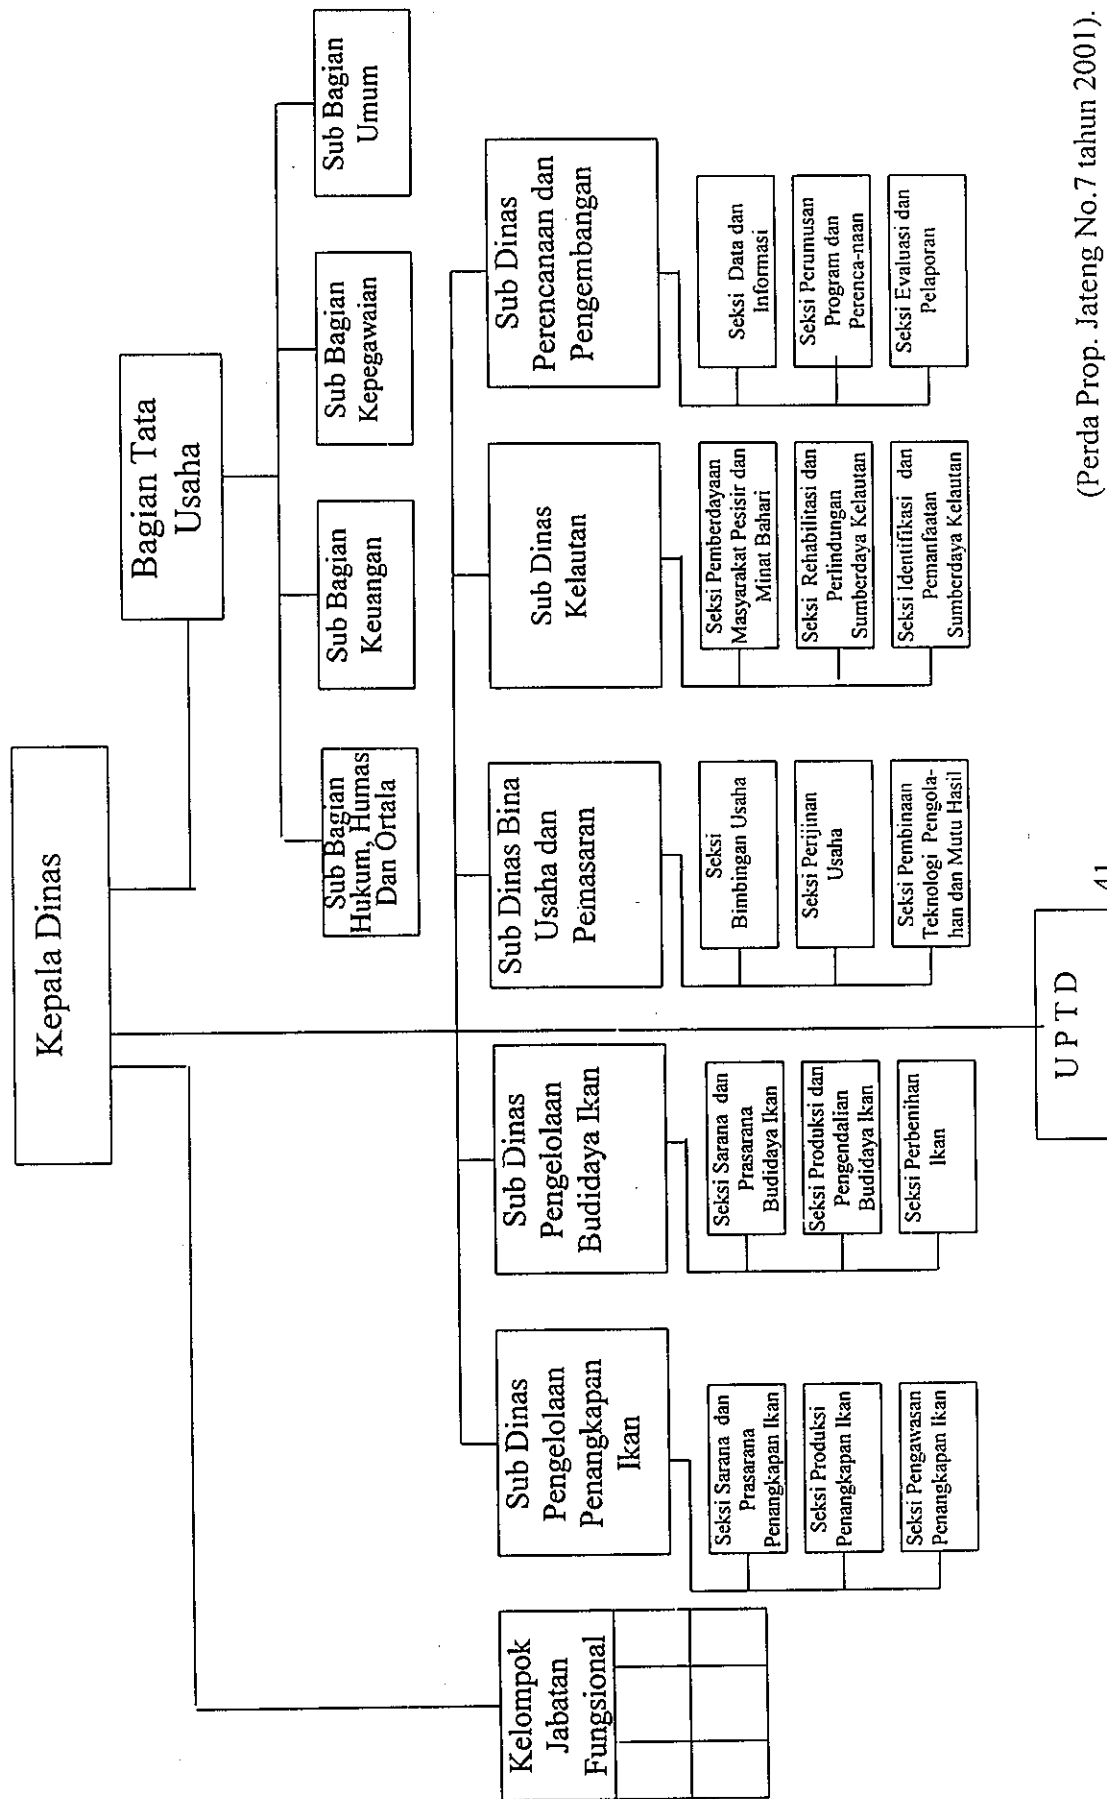 Kepala Dinas
Bagian Tata
Usaha
Sub Bagian
Hukum, Humas
Dan Ortala
Sub Bagian
Keuangan
Sub Bagian
Kepegawaian
Sub Bagian
Umum
Kelompok
Jabatan
Fungsional
Sub Dinas
Pengelolaan
Penangkapan
Ikan
Sub Dinas
Pengelolaan
Budidaya Ikan
Sub Dinas Bina
Usaha dan
Pemasaran
Sub Dinas
Kelautan
Sub Dinas
Perencanaan dan
Pengembangan
Seksi Sarana dan
Prasarana
Penangkapan Ikan
Seksi Produksi
Penangkapan Ikan
Seksi Pengawasan
Penangkapan Ikan
Seksi Sarana dan
Prasarana
Budidaya Ikan
Seksi Produksi dan
Pengendalian
Budidaya Ikan
Seksi Perbenihan
Ikan
Seksi
Bimbingan Usaha
Seksi Perijinan
Usaha
Seksi Pembinaan
Teknologi Pengola-
han dan Mutu Hasil
Seksi Pemberdayaan
Masyarakat Pesisir dan
Minat Bahari
Seksi Rehabilitasi dan
Perlindungan
Sumberdaya Kelautan
Seksi Identifikasi dan
Pemanfaatan
Sumberdaya Kelautan
Seksi Data dan
Informasi
Seksi Perumusan
Program dan
Perenca-naan
Seksi Evaluasi dan
Pelaporan
U P T D
(Perda Prop. Jateng No.7 tahun 2001).
41